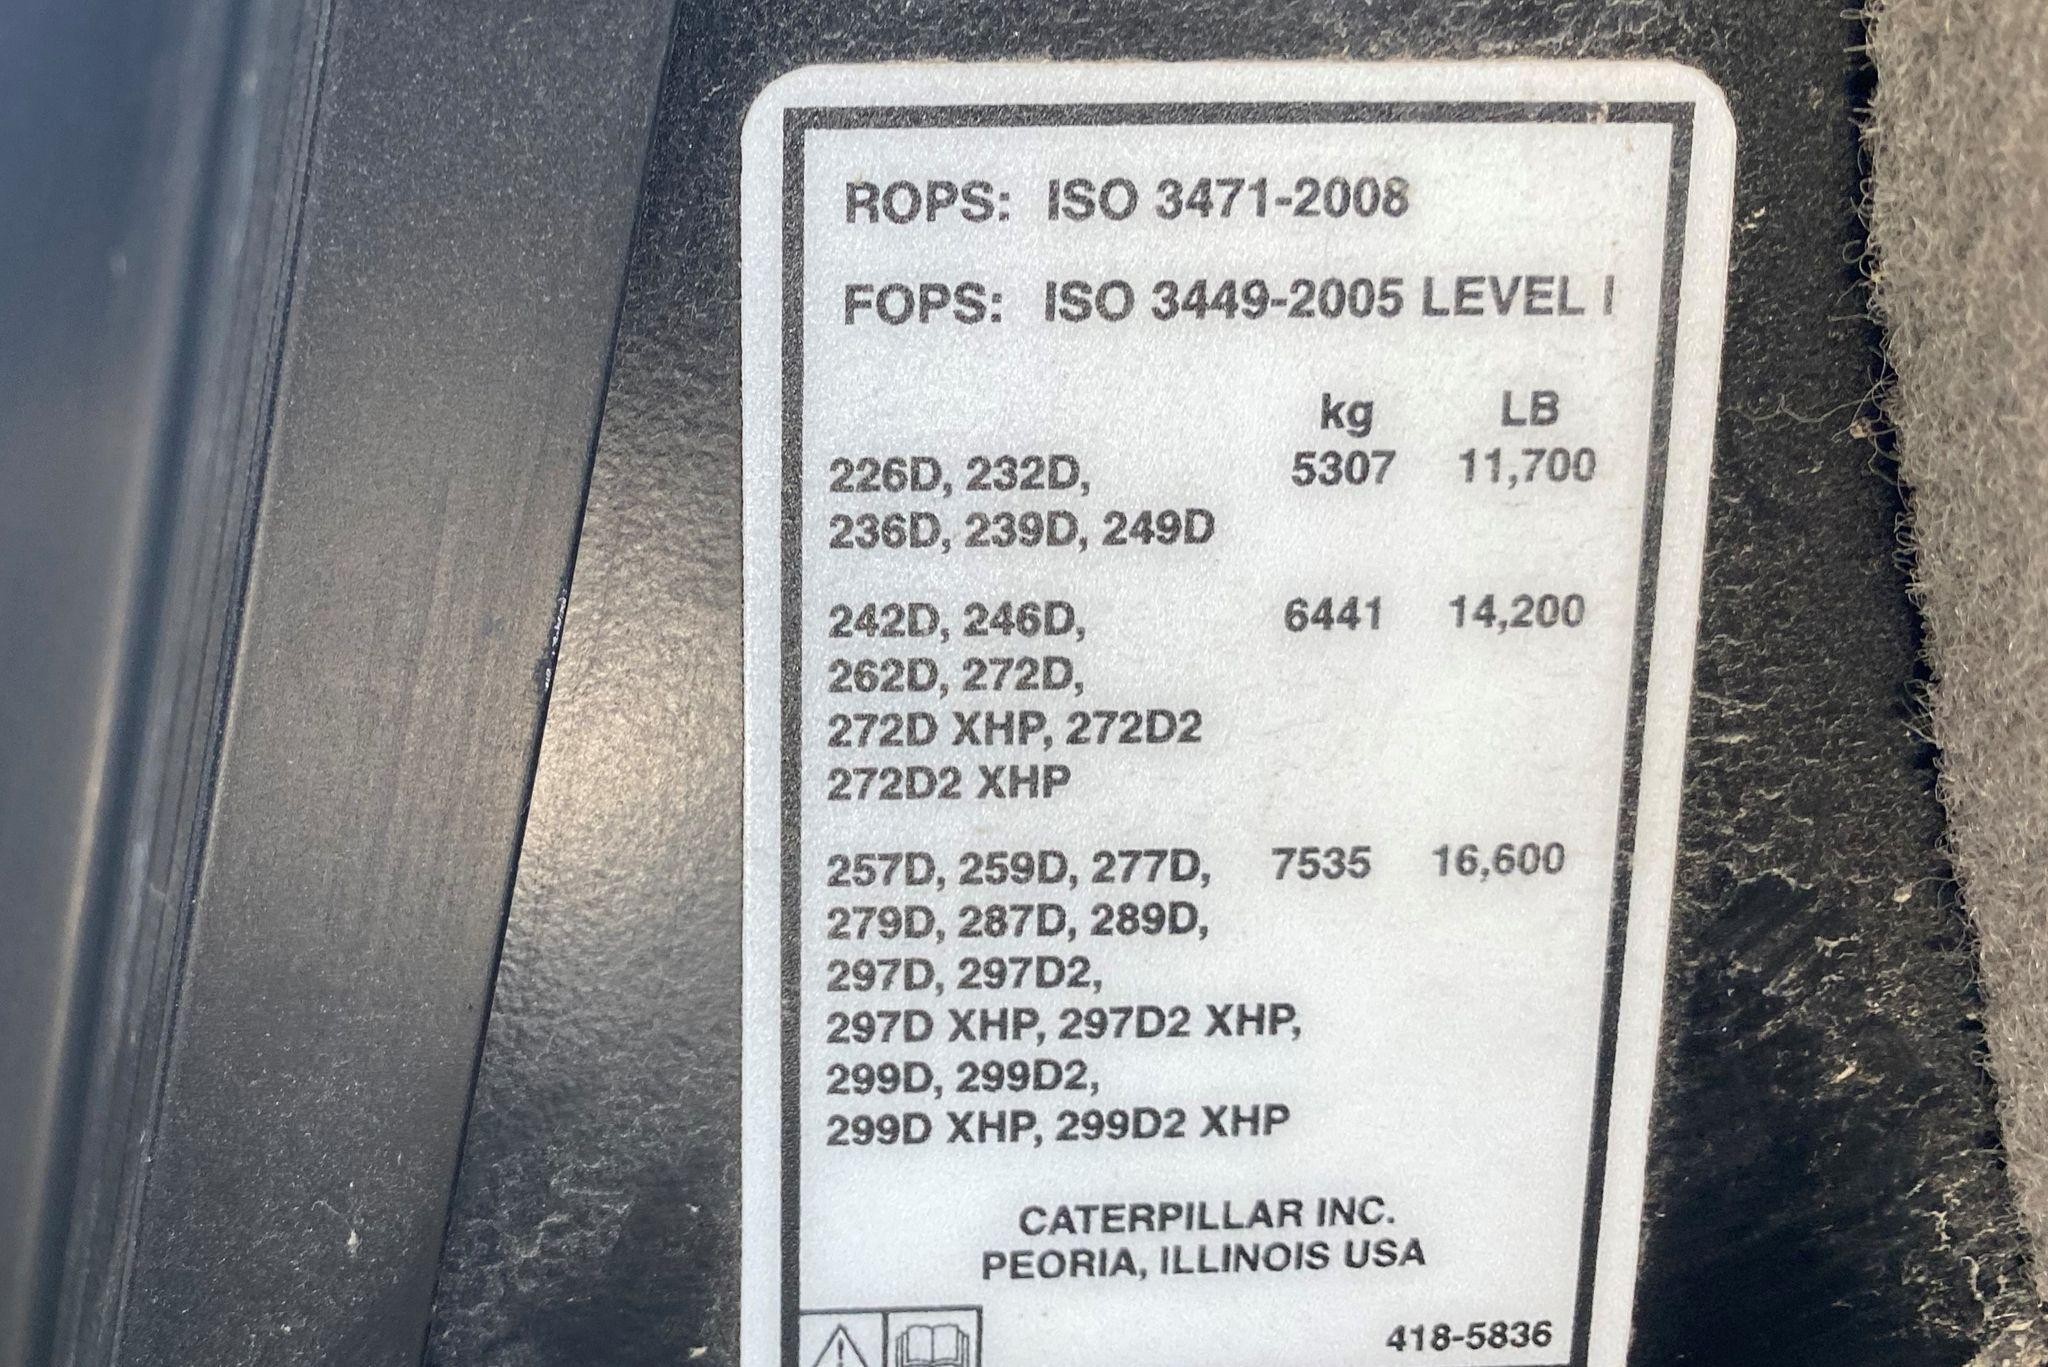 ROPS: ISO 3471-2008
FOPS: ISO 3449-2005 LEVEL I
kg LB
226D, 232D, 5307 11,700
236D, 239D, 249D
242D, 246D, 6441 14,200
262D, 272D,
272D XHP, 272D2
272D2 XHP
257D, 259D, 277D, 7535 16,600
279D, 287D, 289D,
297D, 297D2,
297D XHP, 297D2 XHP,
299D, 299D2,
299D XHP, 299D2 XHP
CATERPILLAR INC.
PEORIA, ILLINOIS USA
418-5836